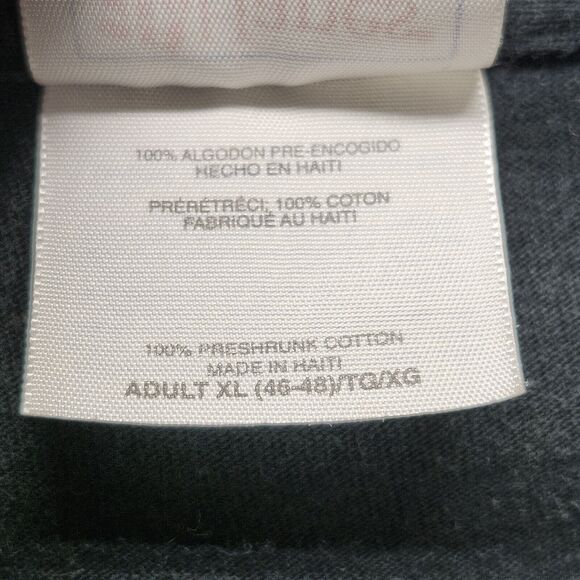 100% ALGODON PRE-ENCOGIDO
HECHO EN HAITI
PRÉRÉTRÉCI, 100% COTON
FABRIQUÉ AU HAITI
100% PRESHRUNK COTTON
MADE IN HAITI
ADULT XL (46-48)/TG/XG